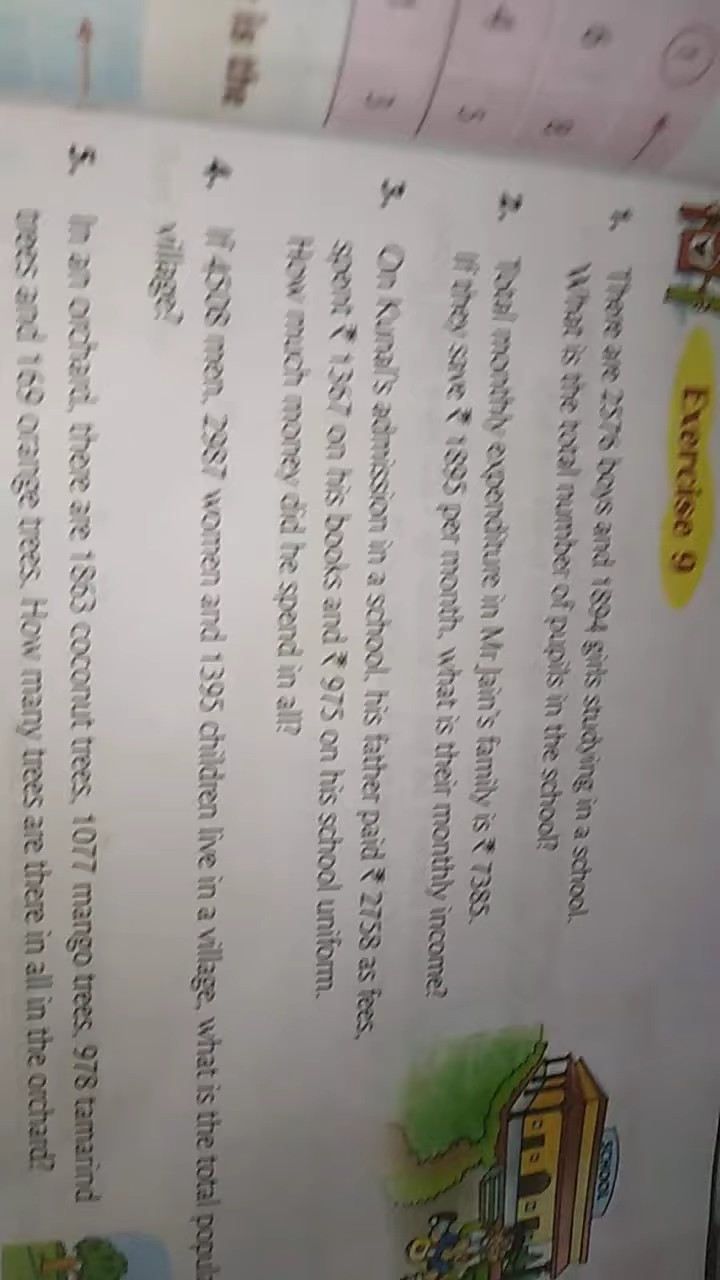 is the
Exercise 9
1. There are 2576 boys and 1894 girls studying in a school.
What is the total number of pupils in the school?
2. Total monthly expenditure in Mr Jain's family is ₹ 7385.
If they save ₹ 1895 per month, what is their monthly income?
3. On Kunal's admission in a school, his father paid ₹ 2758 as fees,
spent ₹ 1367 on his books and ₹ 975 on his school uniform.
How much money did he spend in all?
4. If 4508 men, 2987 women and 1395 children live in a village, what is the total popula
village?
5. In an orchard, there are 1863 coconut trees, 1077 mango trees, 978 tamarind
trees and 169 orange trees. How many trees are there in all in the orchard?
SCHOOL